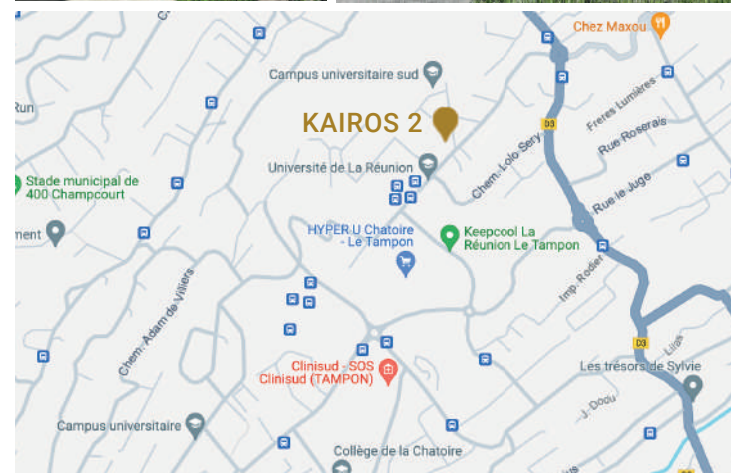 Chez Maxou
Campus universitaire sud
Run
KAIROS 2
D3
Freres Lumières
Rue Roserais
Chem. Lolo Sery
Université de La Réunion
Stade municipal de
400 Champcourt
Rue le Juge
ment
HYPER U Chatoire
- Le Tampon
Keepcool La
Réunion Le Tampon
Imp. Rodier
Chem. Adam de Villiers
D3
Lilas
Clinisud - SOS
Clinisud (TAMPON)
Les trésors de Sylvie
J. Dodu
Campus universitaire
Collège de la Chatoire